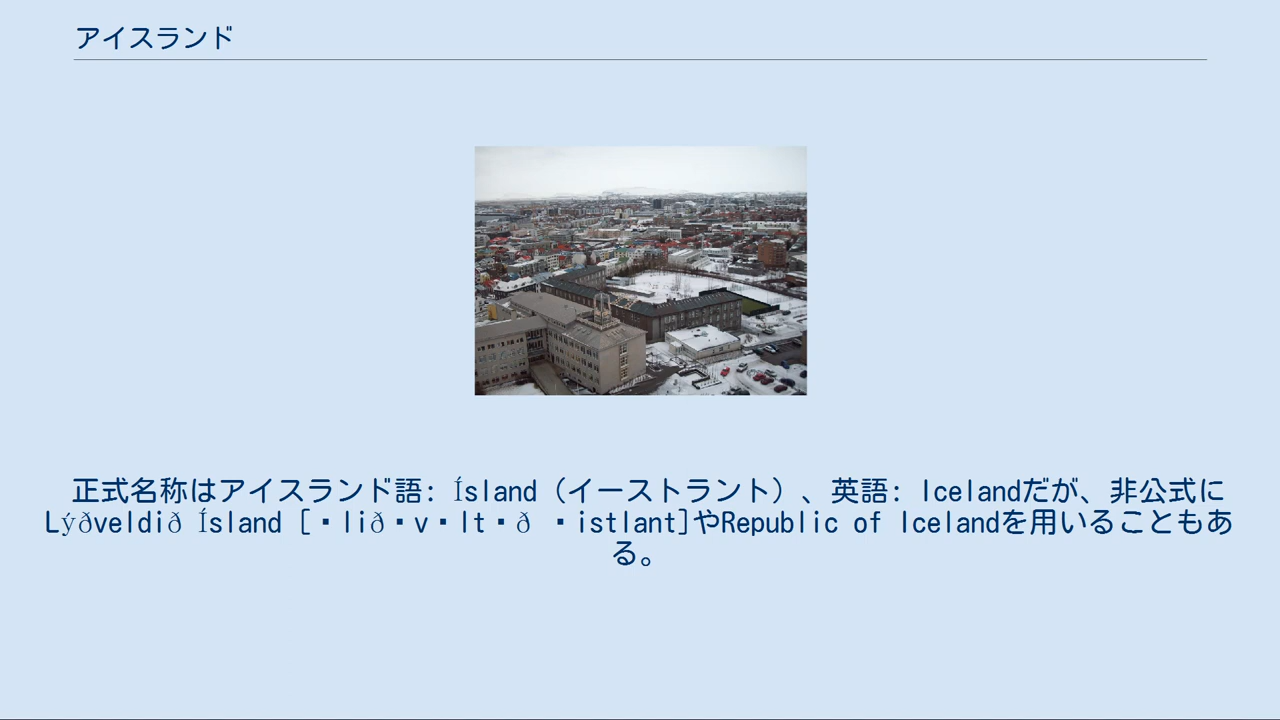 アイスランド
正式名称はアイスランド語: Ísland（イーストラント）、英語: Icelandだが、非公式に
Lýðveldið Ísland [・lið・v・lt・ð ・istlant]やRepublic of Icelandを用いることもあ
る。